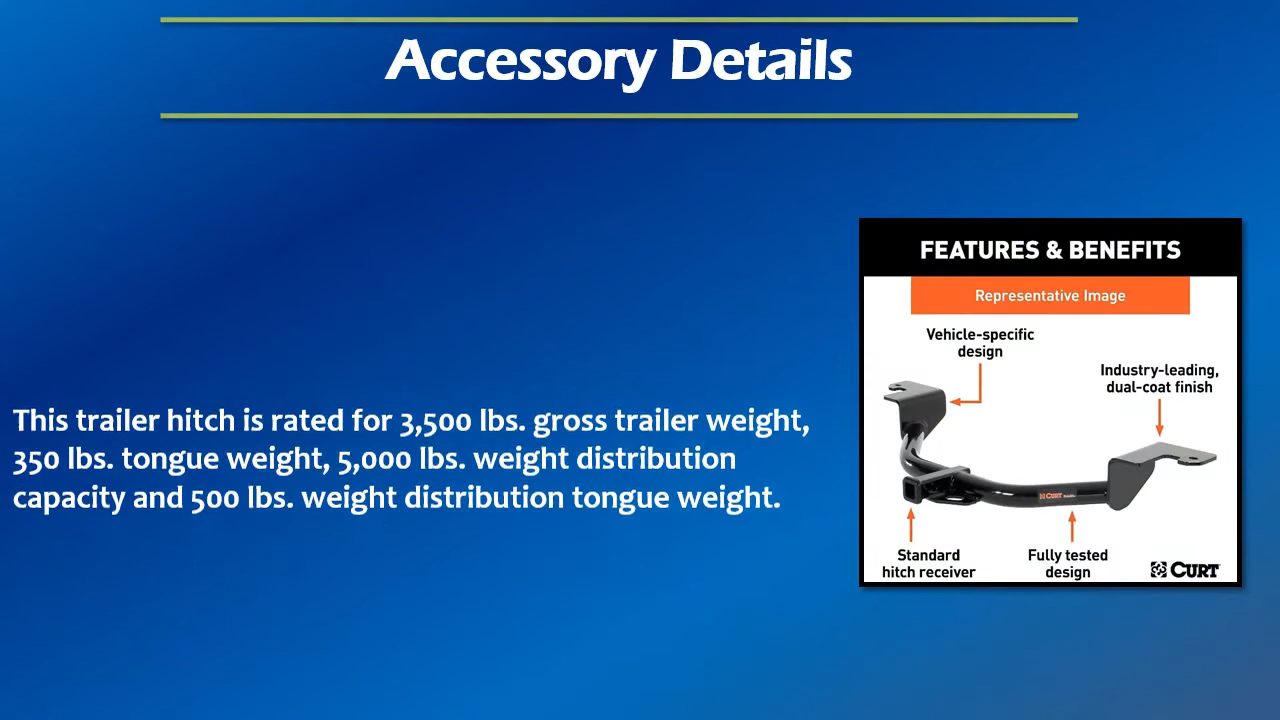 Accessory Details
This trailer hitch is rated for 3,500 lbs. gross trailer weight,
350 lbs. tongue weight, 5,000 lbs. weight distribution
capacity and 500 lbs. weight distribution tongue weight.
FEATURES & BENEFITS
Representative Image
Vehicle-specific
design
Industry-leading,
dual-coat finish
CURT
Standard
hitch receiver
Fully tested
design
CURT